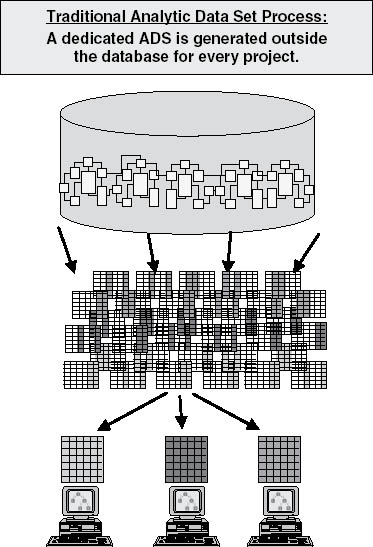 Traditional Analytic Data Set Process:
A dedicated ADS is generated outside
the database for every project.